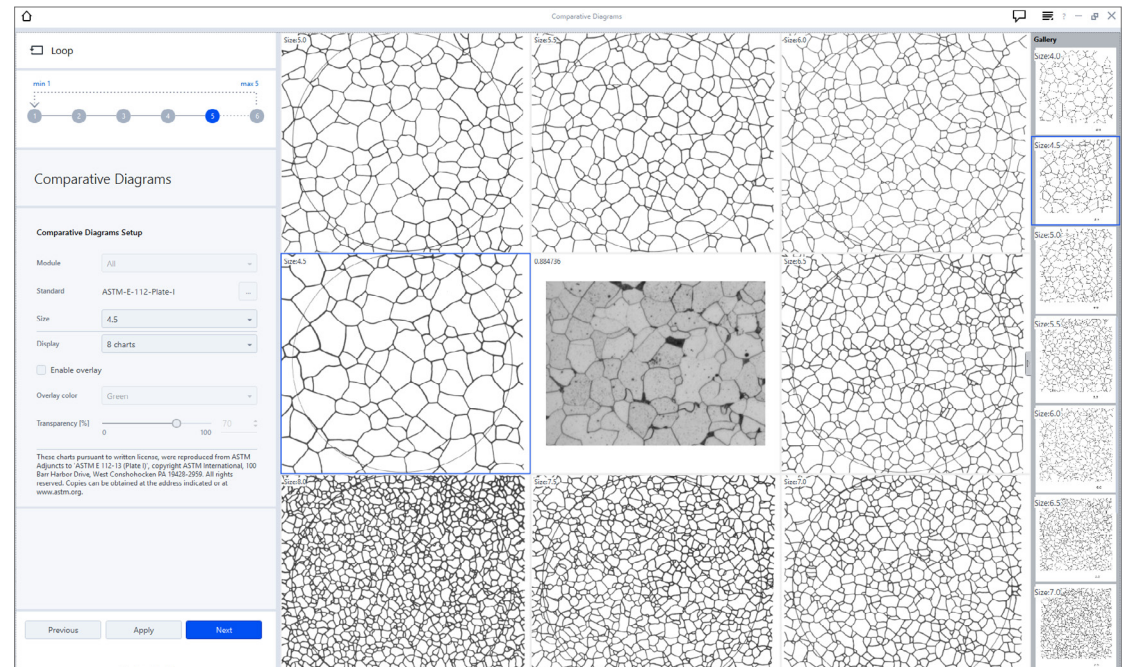 Comparative Diagrams
?
Loop
min 1
max 5
1 2 3 4 5 6
Comparative Diagrams
Comparative Diagrams Setup
Module All
Standard ASTM-E-112-Plate-I ...
Size 4.5
Display 8 charts
Enable overlay
Overlay color Green
Transparency [%] 70
0 100
These charts pursuant to written license, were reproduced from ASTM
Adjuncts to 'ASTM E 112-13 (Plate I)', copyright ASTM International, 100
Barr Harbor Drive, West Conshohocken PA 19428-2959. All rights
reserved. Copies can be obtained at the address indicated or at
www.astm.org.
Previous Apply Next
Size:5.0
Size:5.5
Size:6.0
Size:4.5
0.884736
Size:6.5
Size:8.0
Size:7.5
Size:7.0
Gallery
Size:4.0
Size:4.5
Size:5.0
Size:5.5
Size:6.0
Size:6.5
Size:7.0